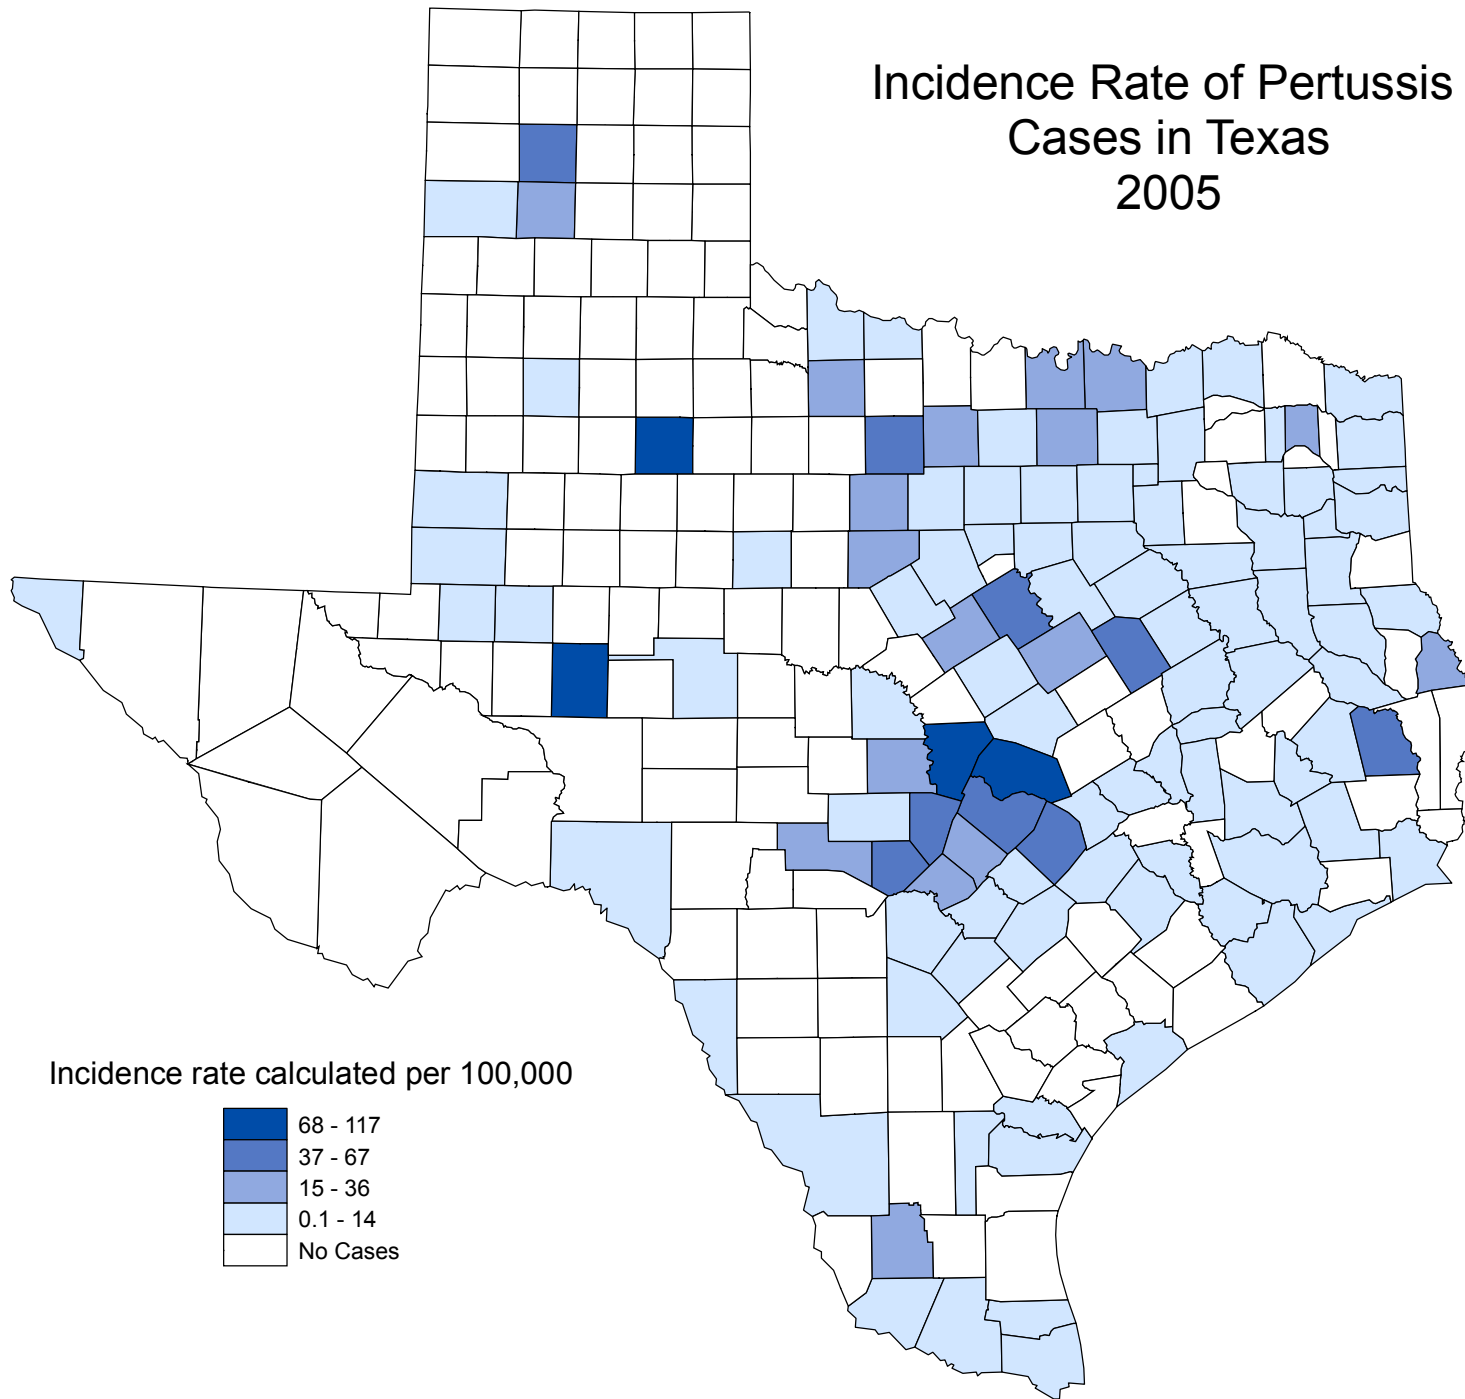 Incidence Rate of Pertussis
Cases in Texas
2005
Incidence rate calculated per 100,000
68 - 117
37 - 67
15 - 36
0.1 - 14
No Cases